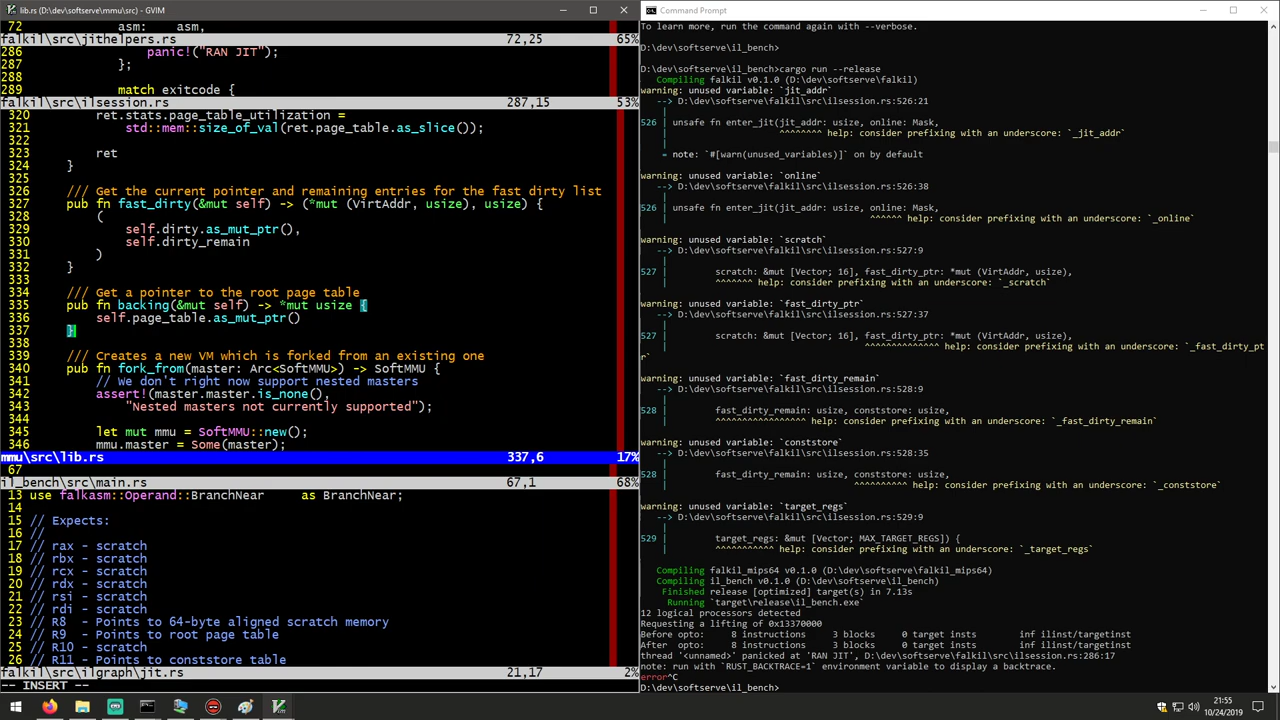 lib.rs (D:\dev\softserve\mmu\src) - GVIM
72        asm:    asm,
falkil\src\jithelpers.rs                                             72,25          65%
286                 panic!("RAN JIT");
287             };
288
289             match exitcode {
falkil\src\ilsession.rs                                              287,15         53%
320         ret.stats.page_table_utilization =
321             std::mem::size_of_val(ret.page_table.as_slice());
322
323         ret
324     }
325
326     /// Get the current pointer and remaining entries for the fast dirty list
327     pub fn fast_dirty(&mut self) -> (*mut (VirtAddr, usize), usize) {
328         (
329             self.dirty.as_mut_ptr(),
330             self.dirty_remain
331         )
332     }
333
334     /// Get a pointer to the root page table
335     pub fn backing(&mut self) -> *mut usize {
336         self.page_table.as_mut_ptr()
337     }
338
339     /// Creates a new VM which is forked from an existing one
340     pub fn fork_from(master: Arc<SoftMMU>) -> SoftMMU {
341         // We don't right now support nested masters
342         assert!(master.master.is_none(),
343             "Nested masters not currently supported");
344
345         let mut mmu = SoftMMU::new();
346         mmu.master = Some(master);
mmu\src\lib.rs                                                       337,6          17%
67
il_bench\src\main.rs                                                 67,1           68%
13 use falkasm::Operand::BranchNear     as BranchNear;
14
15 // Expects:
16 //
17 // rax - scratch
18 // rbx - scratch
19 // rcx - scratch
20 // rdx - scratch
21 // rsi - scratch
22 // rdi - scratch
23 // R8  - Points to 64-byte aligned scratch memory
24 // R9  - Points to root page table
25 // R10 - scratch
26 // R11 - Points to conststore table
falkil\src\ilgraph\jit.rs                                            21,17           2%
-- INSERT --
Command Prompt
To learn more, run the command again with --verbose.
D:\dev\softserve\il_bench>
D:\dev\softserve\il_bench>cargo run --release
   Compiling falkil v0.1.0 (D:\dev\softserve\falkil)
warning: unused variable: `jit_addr`
   --> D:\dev\softserve\falkil\src\ilsession.rs:526:21
    |
526 | unsafe fn enter_jit(jit_addr: usize, online: Mask,
    |                     ^^^^^^^^ help: consider prefixing with an underscore: `_jit_addr`
    |
    = note: `#[warn(unused_variables)]` on by default
warning: unused variable: `online`
   --> D:\dev\softserve\falkil\src\ilsession.rs:526:38
    |
526 | unsafe fn enter_jit(jit_addr: usize, online: Mask,
    |                                      ^^^^^^ help: consider prefixing with an underscore: `_online`
warning: unused variable: `scratch`
   --> D:\dev\softserve\falkil\src\ilsession.rs:527:9
    |
527 |         scratch: &mut [Vector; 16], fast_dirty_ptr: *mut (VirtAddr, usize),
    |         ^^^^^^^ help: consider prefixing with an underscore: `_scratch`
warning: unused variable: `fast_dirty_ptr`
   --> D:\dev\softserve\falkil\src\ilsession.rs:527:37
    |
527 |         scratch: &mut [Vector; 16], fast_dirty_ptr: *mut (VirtAddr, usize),
    |                                     ^^^^^^^^^^^^^^ help: consider prefixing with an underscore: `_fast_dirty_pt
r`
warning: unused variable: `fast_dirty_remain`
   --> D:\dev\softserve\falkil\src\ilsession.rs:528:9
    |
528 |         fast_dirty_remain: usize, conststore: usize,
    |         ^^^^^^^^^^^^^^^^^ help: consider prefixing with an underscore: `_fast_dirty_remain`
warning: unused variable: `conststore`
   --> D:\dev\softserve\falkil\src\ilsession.rs:528:35
    |
528 |         fast_dirty_remain: usize, conststore: usize,
    |                                   ^^^^^^^^^^ help: consider prefixing with an underscore: `_conststore`
warning: unused variable: `target_regs`
   --> D:\dev\softserve\falkil\src\ilsession.rs:529:9
    |
529 |         target_regs: &mut [Vector; MAX_TARGET_REGS]) {
    |         ^^^^^^^^^^^ help: consider prefixing with an underscore: `_target_regs`
   Compiling falkil_mips64 v0.1.0 (D:\dev\softserve\falkil_mips64)
   Compiling il_bench v0.1.0 (D:\dev\softserve\il_bench)
    Finished release [optimized] target(s) in 7.13s
     Running `target\release\il_bench.exe`
12 logical processors detected
Requesting a lifting of 0x13370000
Before opto:     8 instructions     3 blocks     0 target insts     inf ilinst/targetinst
After  opto:     8 instructions     3 blocks     0 target insts     inf ilinst/targetinst
thread '<unnamed>' panicked at 'RAN JIT', D:\dev\softserve\falkil\src\ilsession.rs:286:17
note: run with `RUST_BACKTRACE=1` environment variable to display a backtrace.
error^C
D:\dev\softserve\il_bench>
21:55
10/24/2019